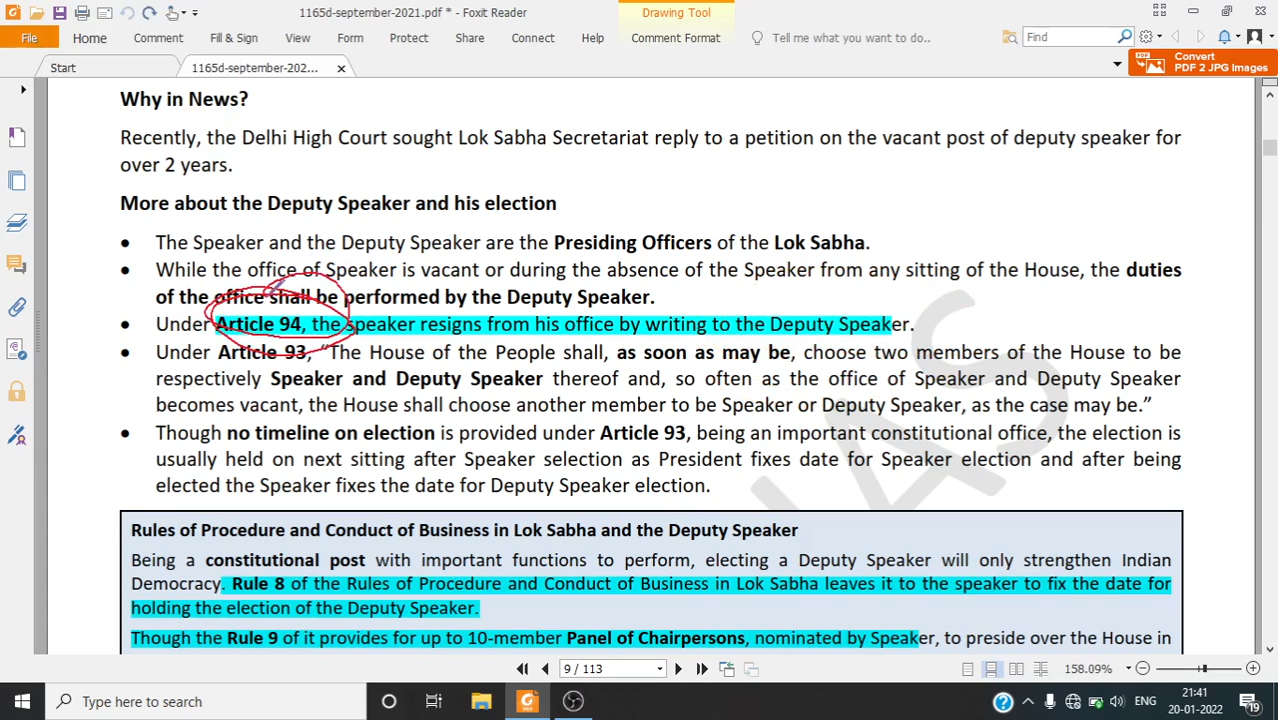 1165d-september-2021.pdf * - Foxit Reader
Drawing Tool
File Home Comment Fill & Sign View Form Protect Share Connect Help Comment Format Tell me what you want to do.. Find
Start 1165d-september-202... Convert
PDF 2 JPG Images
Why in News?
Recently, the Delhi High Court sought Lok Sabha Secretariat reply to a petition on the vacant post of deputy speaker for
over 2 years.
More about the Deputy Speaker and his election
• The Speaker and the Deputy Speaker are the Presiding Officers of the Lok Sabha.
• While the office of Speaker is vacant or during the absence of the Speaker from any sitting of the House, the duties
of the office shall be performed by the Deputy Speaker.
• Under Article 94, the speaker resigns from his office by writing to the Deputy Speaker.
• Under Article 93, “The House of the People shall, as soon as may be, choose two members of the House to be
respectively Speaker and Deputy Speaker thereof and, so often as the office of Speaker and Deputy Speaker
becomes vacant, the House shall choose another member to be Speaker or Deputy Speaker, as the case may be.”
• Though no timeline on election is provided under Article 93, being an important constitutional office, the election is
usually held on next sitting after Speaker selection as President fixes date for Speaker election and after being
elected the Speaker fixes the date for Deputy Speaker election.
IAS
Rules of Procedure and Conduct of Business in Lok Sabha and the Deputy Speaker
Being a constitutional post with important functions to perform, electing a Deputy Speaker will only strengthen Indian
Democracy. Rule 8 of the Rules of Procedure and Conduct of Business in Lok Sabha leaves it to the speaker to fix the date for
holding the election of the Deputy Speaker.
Though the Rule 9 of it provides for up to 10-member Panel of Chairpersons, nominated by Speaker, to preside over the House in
9 / 113 158.09%
Type here to search ENG 21:41
20-01-2022 19